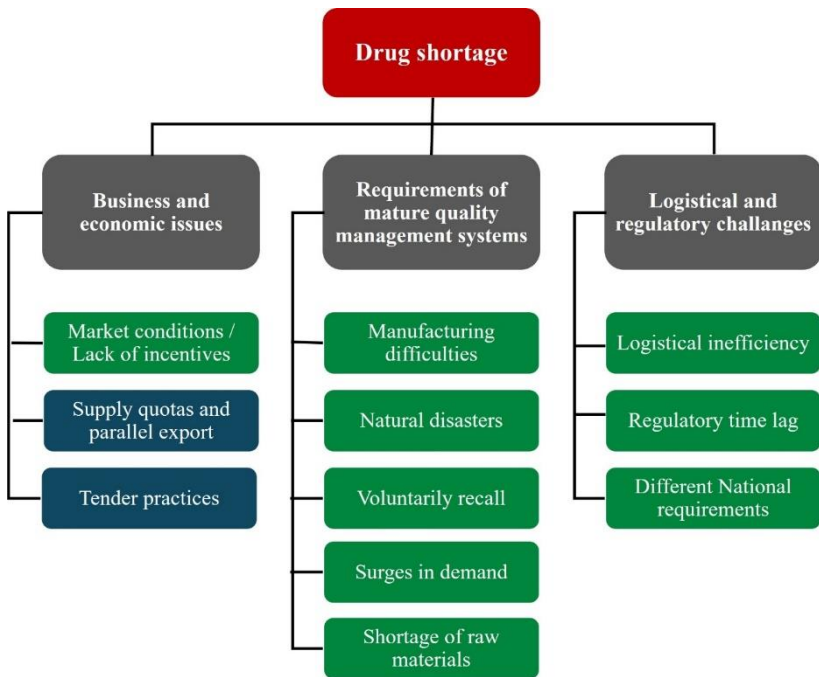 Drug shortage
Business and
economic issues
Requirements of
mature quality
management systems
Logistical and
regulatory challanges
Market conditions /
Lack of incentives
Supply quotas and
parallel export
Tender practices
Manufacturing
difficulties
Natural disasters
Voluntarily recall
Surges in demand
Shortage of raw
materials
Logistical inefficiency
Regulatory time lag
Different National
requirements